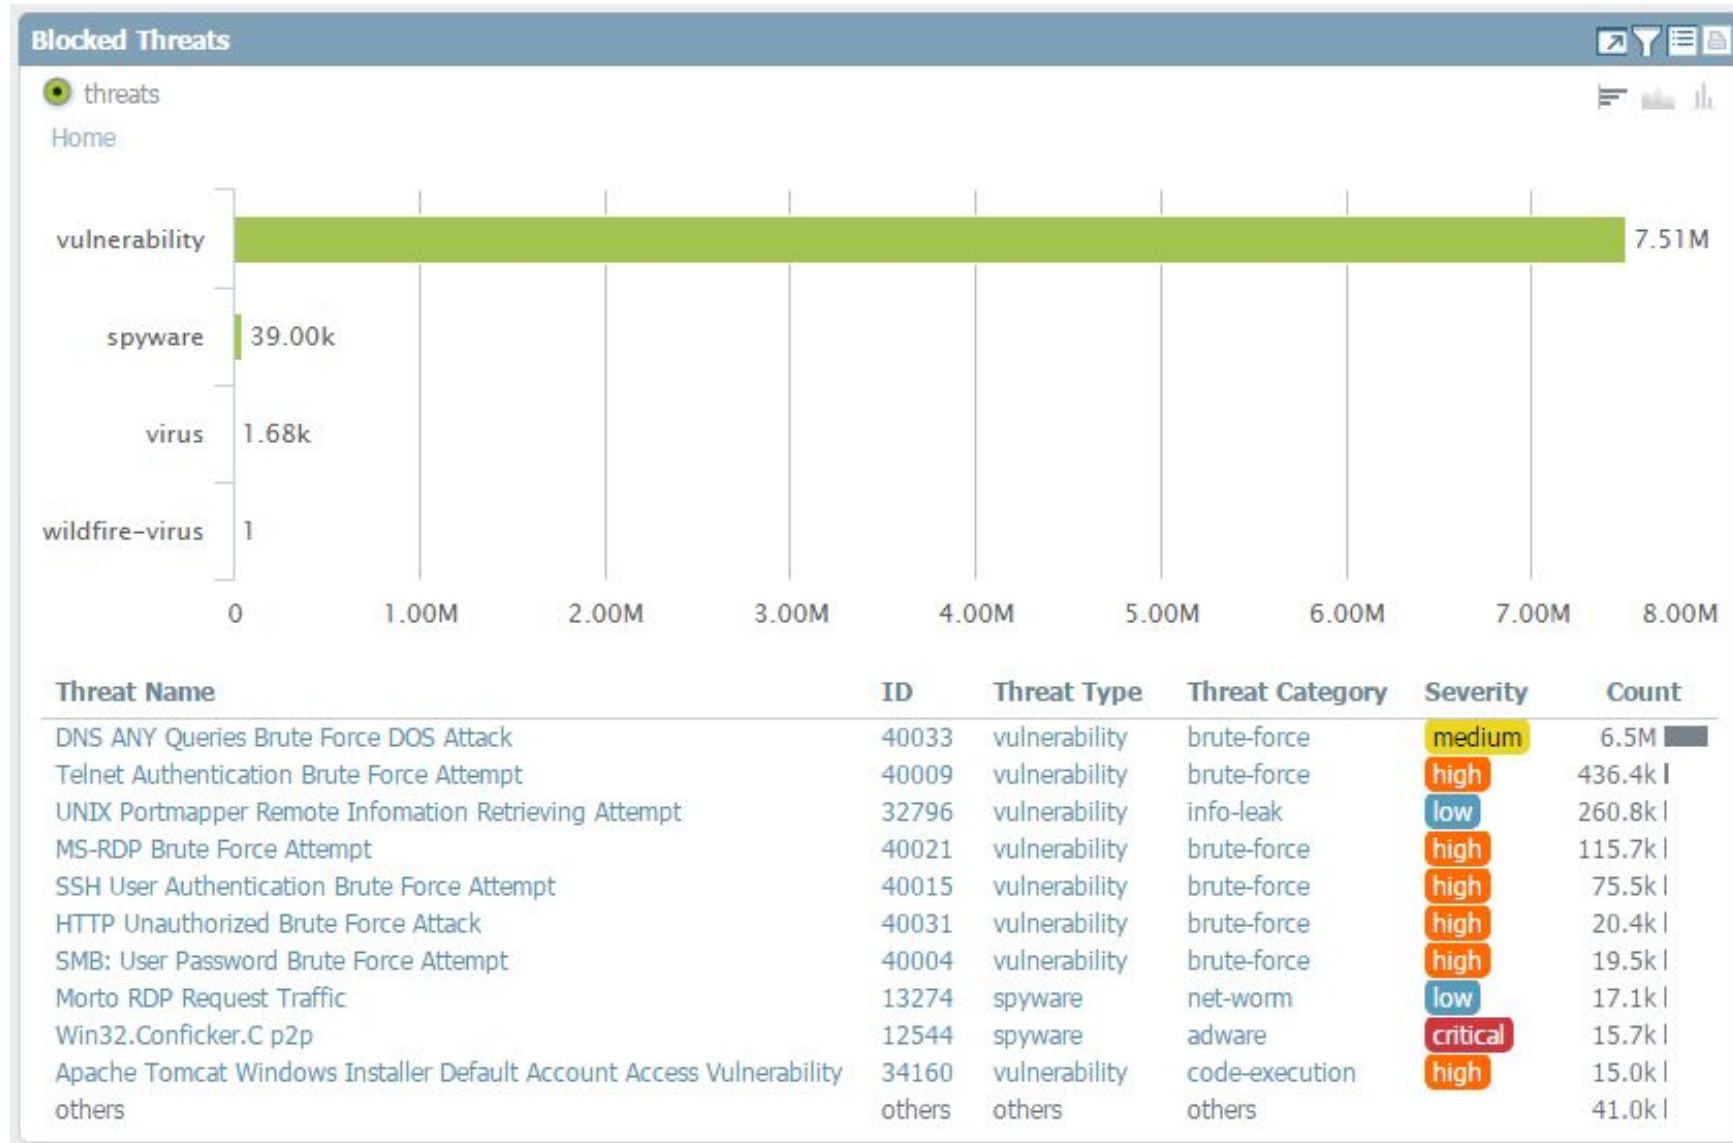 Blocked Threats
threats
Home
vulnerability 7.51M
spyware 39.00k
virus 1.68k
wildfire-virus 1
0 1.00M 2.00M 3.00M 4.00M 5.00M 6.00M 7.00M 8.00M
Threat Name ID Threat Type Threat Category Severity Count
DNS ANY Queries Brute Force DOS Attack 40033 vulnerability brute-force medium 6.5M
Telnet Authentication Brute Force Attempt 40009 vulnerability brute-force high 436.4k
UNIX Portmapper Remote Infomation Retrieving Attempt 32796 vulnerability info-leak low 260.8k
MS-RDP Brute Force Attempt 40021 vulnerability brute-force high 115.7k
SSH User Authentication Brute Force Attempt 40015 vulnerability brute-force high 75.5k
HTTP Unauthorized Brute Force Attack 40031 vulnerability brute-force high 20.4k
SMB: User Password Brute Force Attempt 40004 vulnerability brute-force high 19.5k
Morto RDP Request Traffic 13274 spyware net-worm low 17.1k
Win32.Conficker.C p2p 12544 spyware adware critical 15.7k
Apache Tomcat Windows Installer Default Account Access Vulnerability 34160 vulnerability code-execution high 15.0k
others others others others 41.0k